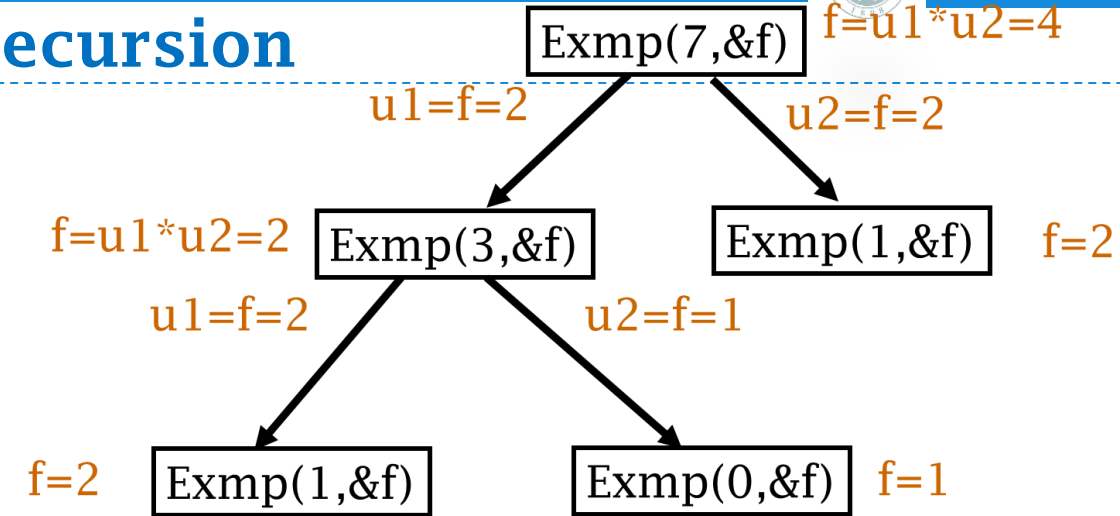 ecursion
Exmp(7,&f)
f=u1*u2=4
u1=f=2
u2=f=2
f=u1*u2=2
Exmp(3,&f)
Exmp(1,&f)
f=2
u1=f=2
u2=f=1
f=2
Exmp(1,&f)
Exmp(0,&f)
f=1